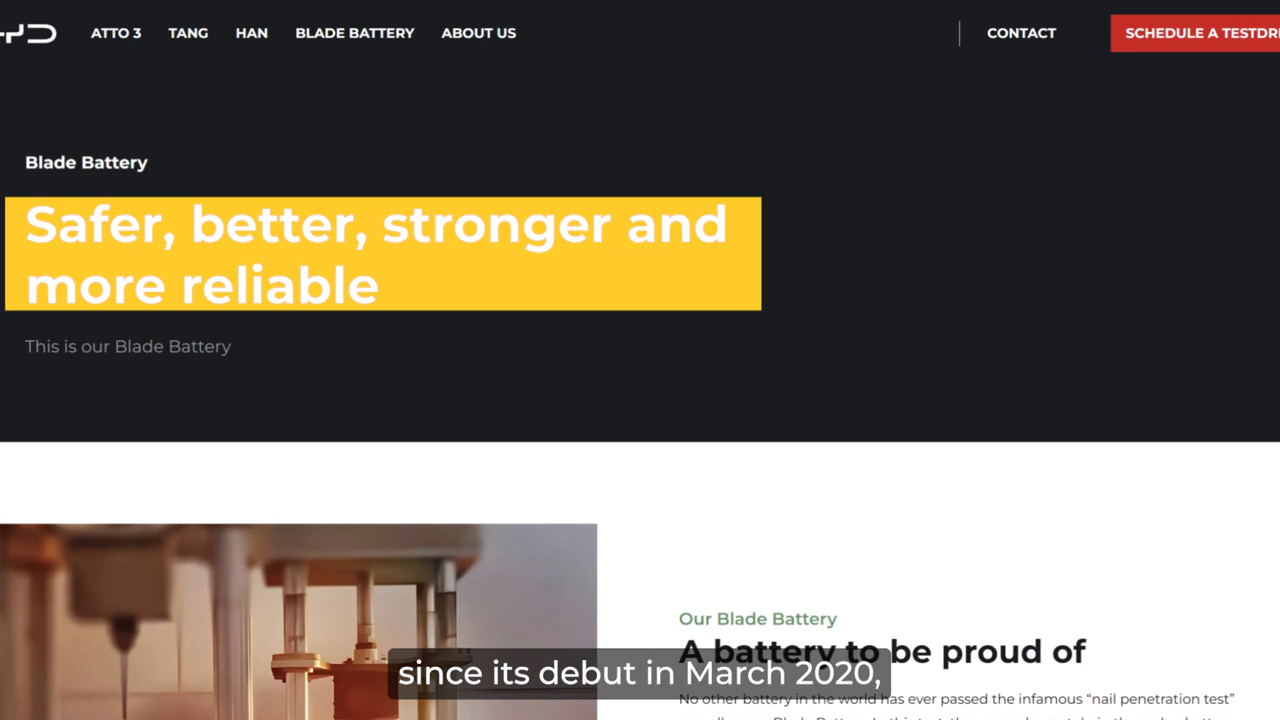 ATTO 3 TANG HAN BLADE BATTERY ABOUT US CONTACT SCHEDULE A
Blade Battery
Safer, better, stronger and
more reliable
This is our Blade Battery
Our Blade Battery
A battery to be proud of
since its debut in March 2020,
No other battery in the world has ever passed the infamous “nail penetration test”